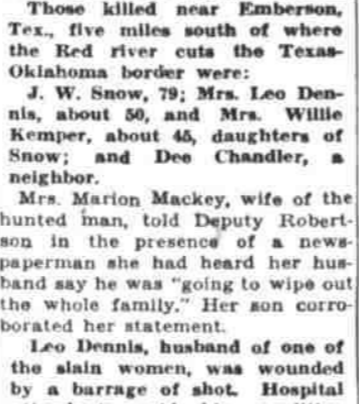 Those killed near Emberson,
Tex., five miles south of where
the Red river cuts the Texas-
Oklahoma border were:
J. W. Snow, 79; Mrs. Leo Den-
nis, about 50, and Mrs. Willie
Kemper, about 45, daughters of
Snow; and Dee Chandler, a
neighbor.
Mrs. Marion Mackey, wife of the
hunted man, told Deputy Robert-
son in the presence of a news-
paperman she had heard her hus-
band say he was "going to wipe out
the whole family." Her son corro-
borated her statement.
Leo Dennis, husband of one of
the slain women, was wounded
by a barrage of shot. Hospital